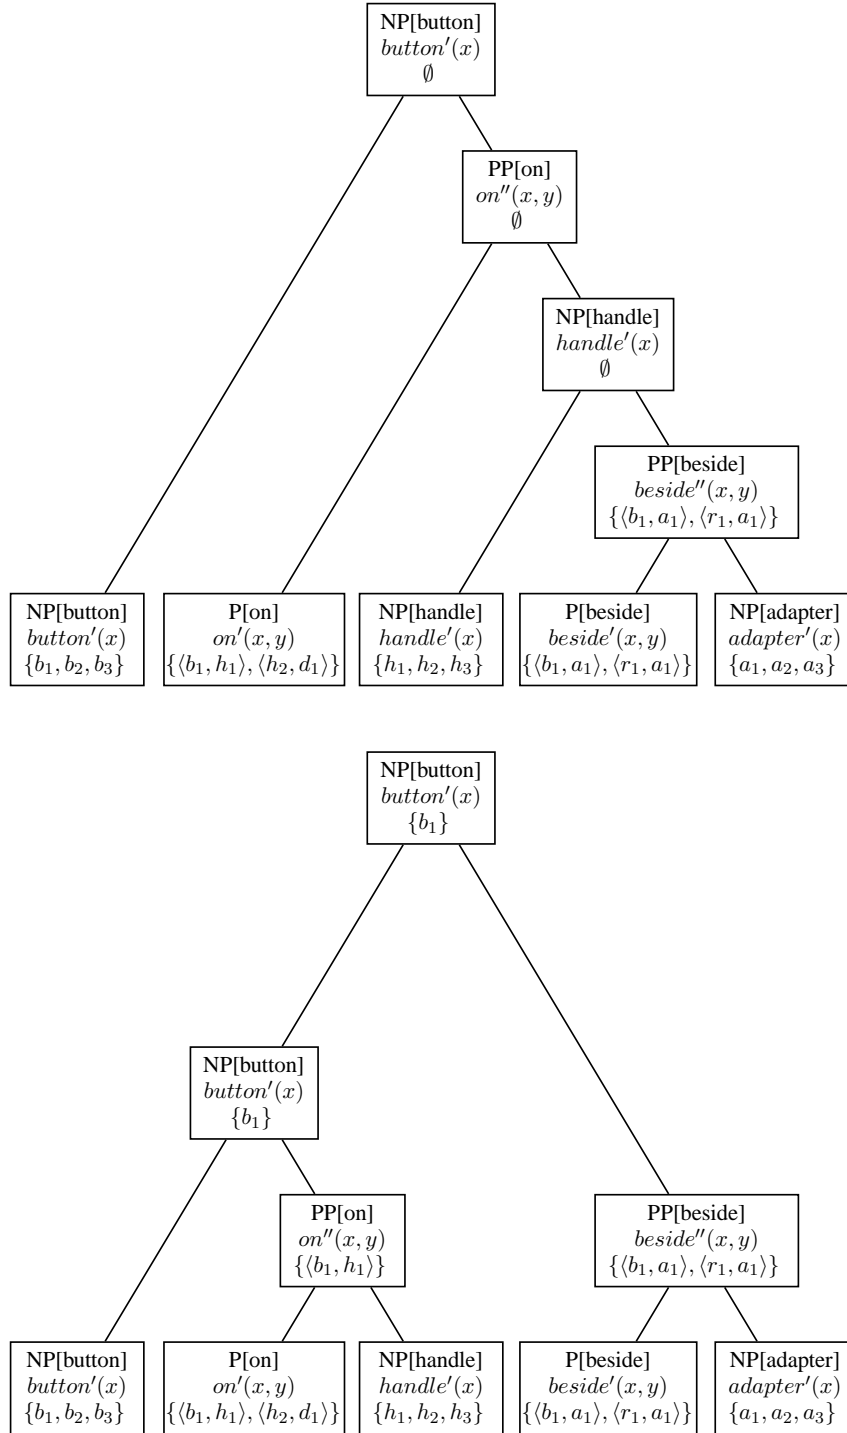 NP[button]
button′(x)
∅
PP[on]
on″(x, y)
∅
NP[handle]
handle′(x)
∅
PP[beside]
beside″(x, y)
{⟨b₁, a₁⟩, ⟨r₁, a₁⟩}
NP[button]
button′(x)
{b₁, b₂, b₃}
P[on]
on′(x, y)
{⟨b₁, h₁⟩, ⟨h₂, d₁⟩}
NP[handle]
handle′(x)
{h₁, h₂, h₃}
P[beside]
beside′(x, y)
{⟨b₁, a₁⟩, ⟨r₁, a₁⟩}
NP[adapter]
adapter′(x)
{a₁, a₂, a₃}
NP[button]
button′(x)
{b₁}
NP[button]
button′(x)
{b₁}
PP[on]
on″(x, y)
{⟨b₁, h₁⟩}
PP[beside]
beside″(x, y)
{⟨b₁, a₁⟩, ⟨r₁, a₁⟩}
NP[button]
button′(x)
{b₁, b₂, b₃}
P[on]
on′(x, y)
{⟨b₁, h₁⟩, ⟨h₂, d₁⟩}
NP[handle]
handle′(x)
{h₁, h₂, h₃}
P[beside]
beside′(x, y)
{⟨b₁, a₁⟩, ⟨r₁, a₁⟩}
NP[adapter]
adapter′(x)
{a₁, a₂, a₃}